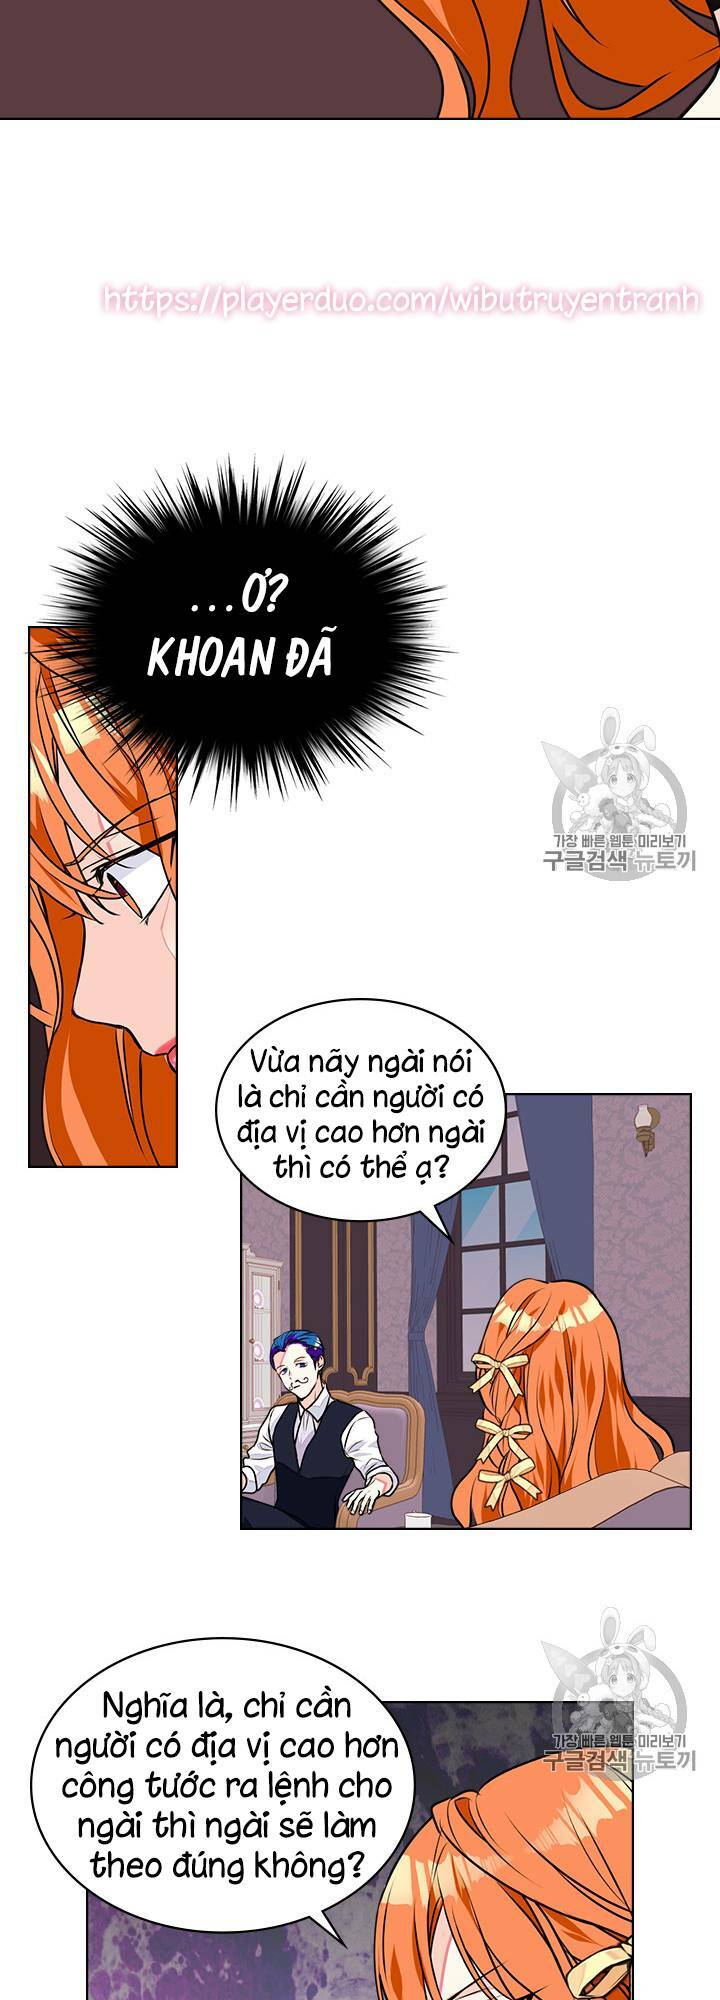 https://playerduo.com/wibutruyentranh
...Ơ?
KHOAN ĐÃ
가장 빠른 웹툰 미리보기
구글검색 뉴토끼
Vừa nãy ngài nói
là chỉ cần người có
địa vị cao hơn ngài
thì có thể ạ?
가장 빠른 웹툰 미리보기
구글검색 뉴토끼
Nghĩa là, chỉ cần
người có địa vị cao hơn
công tước ra lệnh cho
ngài thì ngài sẽ làm
theo đúng không?